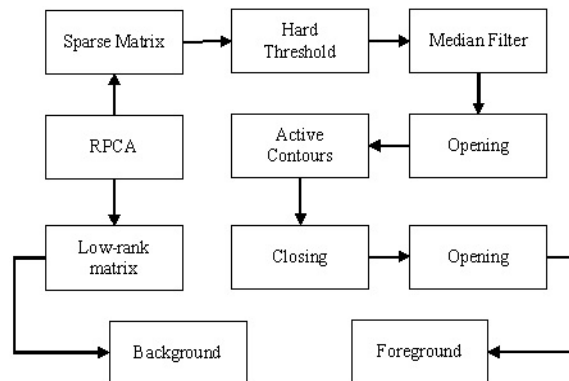 Sparse Matrix
Hard
Threshold
Median Filter
RPCA
Active
Contours
Opening
Low-rank
matrix
Closing
Opening
Background
Foreground